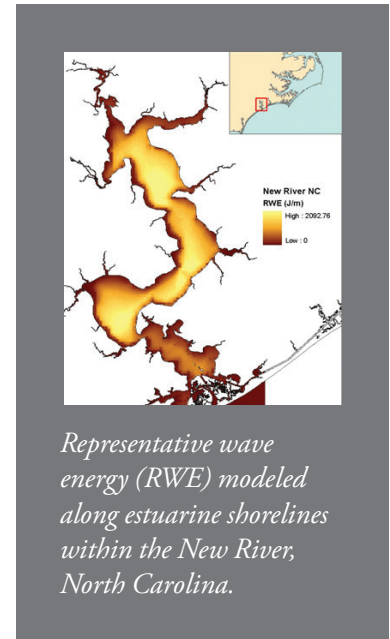 New River NC
RWE (J/m)
High : 2092.76
Low : 0
Representative wave
energy (RWE) modeled
along estuarine shorelines
within the New River,
North Carolina.